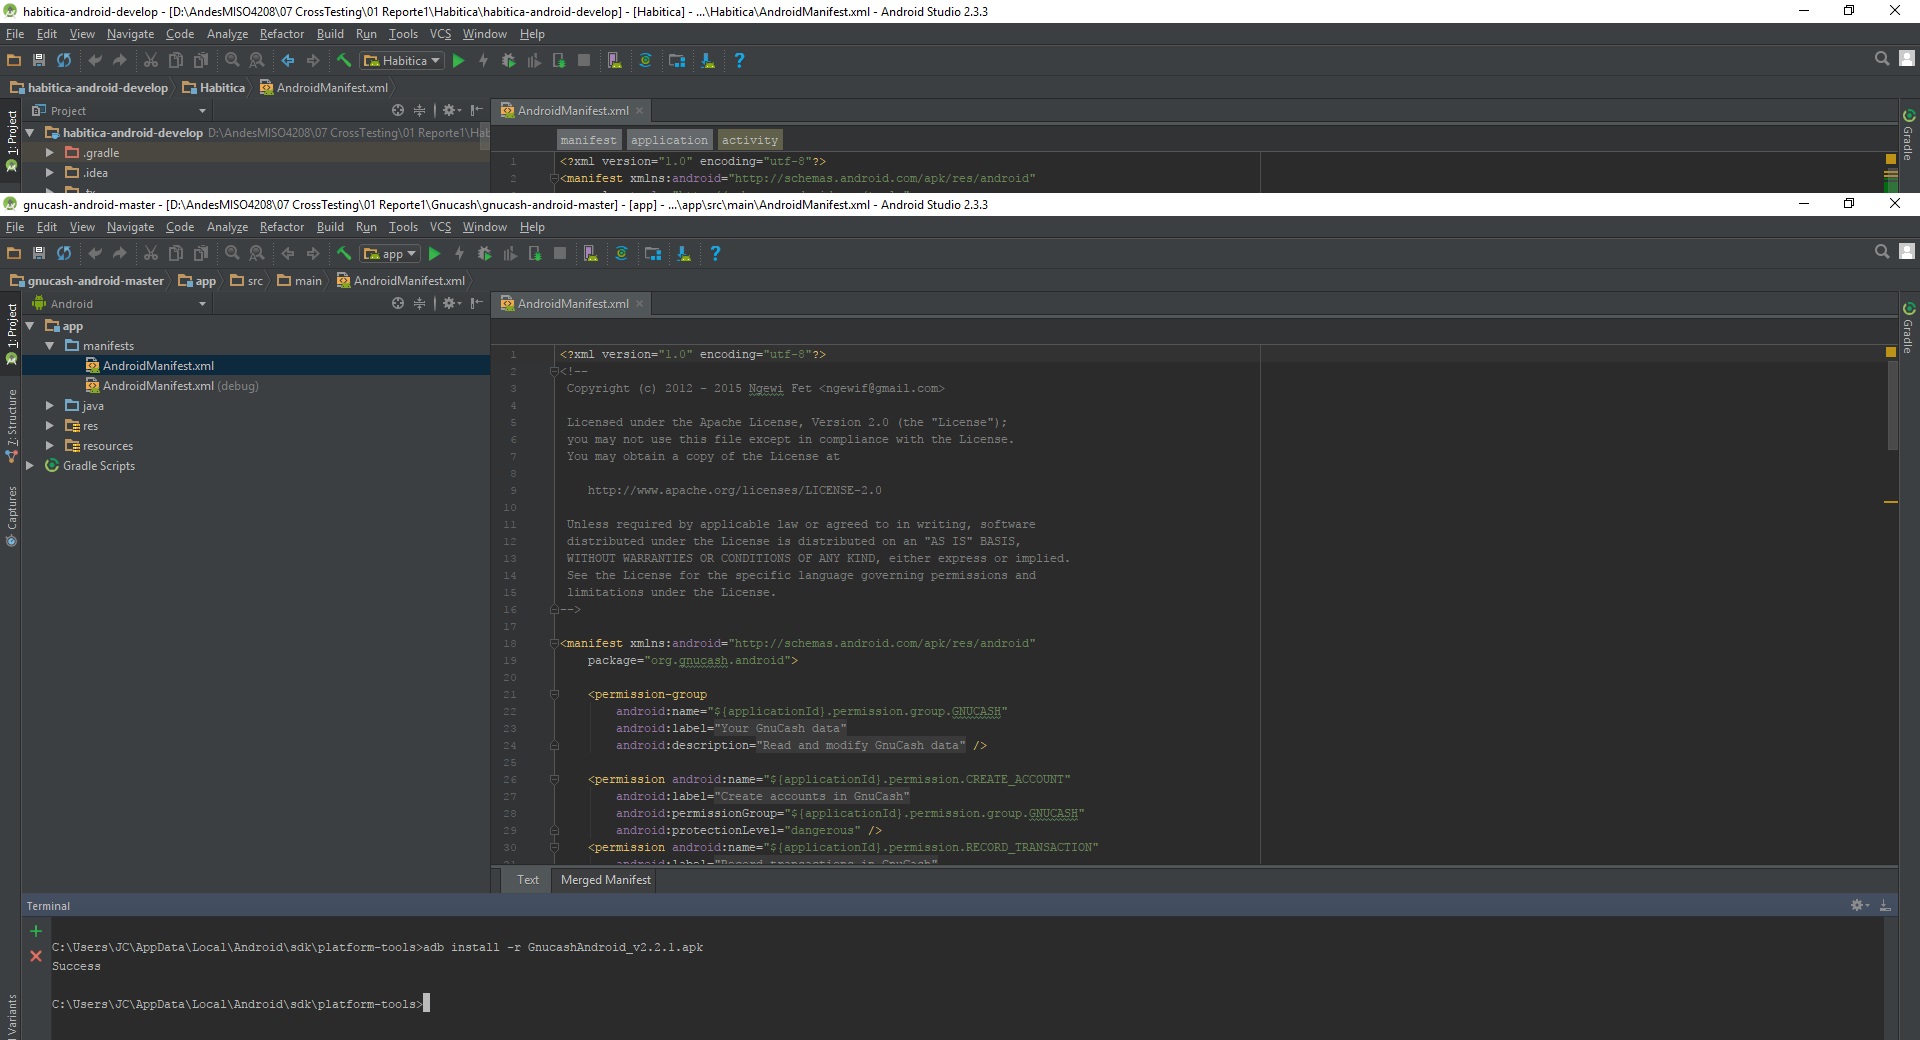 habitica-android-develop - [D:\AndesMISO4208\07 CrossTesting\01 Reporte1\Habitica\habitica-android-develop] - [Habitica] - ...\Habitica\AndroidManifest.xml - Android Studio 2.3.3
File Edit View Navigate Code Analyze Refactor Build Run Tools VCS Window Help
Habitica
habitica-android-develop Habitica AndroidManifest.xml
Project AndroidManifest.xml
1: Project
Gradle
habitica-android-develop D:\AndesMISO4208\07 CrossTesting\01 Reporte1\Hab
manifest application activity
.gradle
1 <?xml version="1.0" encoding="utf-8"?>
.idea
2 <manifest xmlns:android="http://schemas.android.com/apk/res/android"
.tx
gnucash-android-master - [D:\AndesMISO4208\07 CrossTesting\01 Reporte1\Gnucash\gnucash-android-master] - [app] - ...\app\src\main\AndroidManifest.xml - Android Studio 2.3.3
File Edit View Navigate Code Analyze Refactor Build Run Tools VCS Window Help
app
gnucash-android-master app src main AndroidManifest.xml
Android AndroidManifest.xml
1: Project
7: Structure
Captures
Variants
Gradle
app
manifests
AndroidManifest.xml
AndroidManifest.xml (debug)
java
res
resources
Gradle Scripts
1 <?xml version="1.0" encoding="utf-8"?>
2 <!--
3 Copyright (c) 2012 - 2015 Ngewi Fet <ngewif@gmail.com>
4
5 Licensed under the Apache License, Version 2.0 (the "License");
6 you may not use this file except in compliance with the License.
7 You may obtain a copy of the License at
8
9 http://www.apache.org/licenses/LICENSE-2.0
10
11 Unless required by applicable law or agreed to in writing, software
12 distributed under the License is distributed on an "AS IS" BASIS,
13 WITHOUT WARRANTIES OR CONDITIONS OF ANY KIND, either express or implied.
14 See the License for the specific language governing permissions and
15 limitations under the License.
16 -->
17
18 <manifest xmlns:android="http://schemas.android.com/apk/res/android"
19 package="org.gnucash.android">
20
21 <permission-group
22 android:name="${applicationId}.permission.group.GNUCASH"
23 android:label="Your GnuCash data"
24 android:description="Read and modify GnuCash data" />
25
26 <permission android:name="${applicationId}.permission.CREATE_ACCOUNT"
27 android:label="Create accounts in GnuCash"
28 android:permissionGroup="${applicationId}.permission.group.GNUCASH"
29 android:protectionLevel="dangerous" />
30 <permission android:name="${applicationId}.permission.RECORD_TRANSACTION"
31 android:label="Record transactions in GnuCash"
Text Merged Manifest
Terminal
C:\Users\JC\AppData\Local\Android\sdk\platform-tools>adb install -r GnucashAndroid_v2.2.1.apk
Success
C:\Users\JC\AppData\Local\Android\sdk\platform-tools>